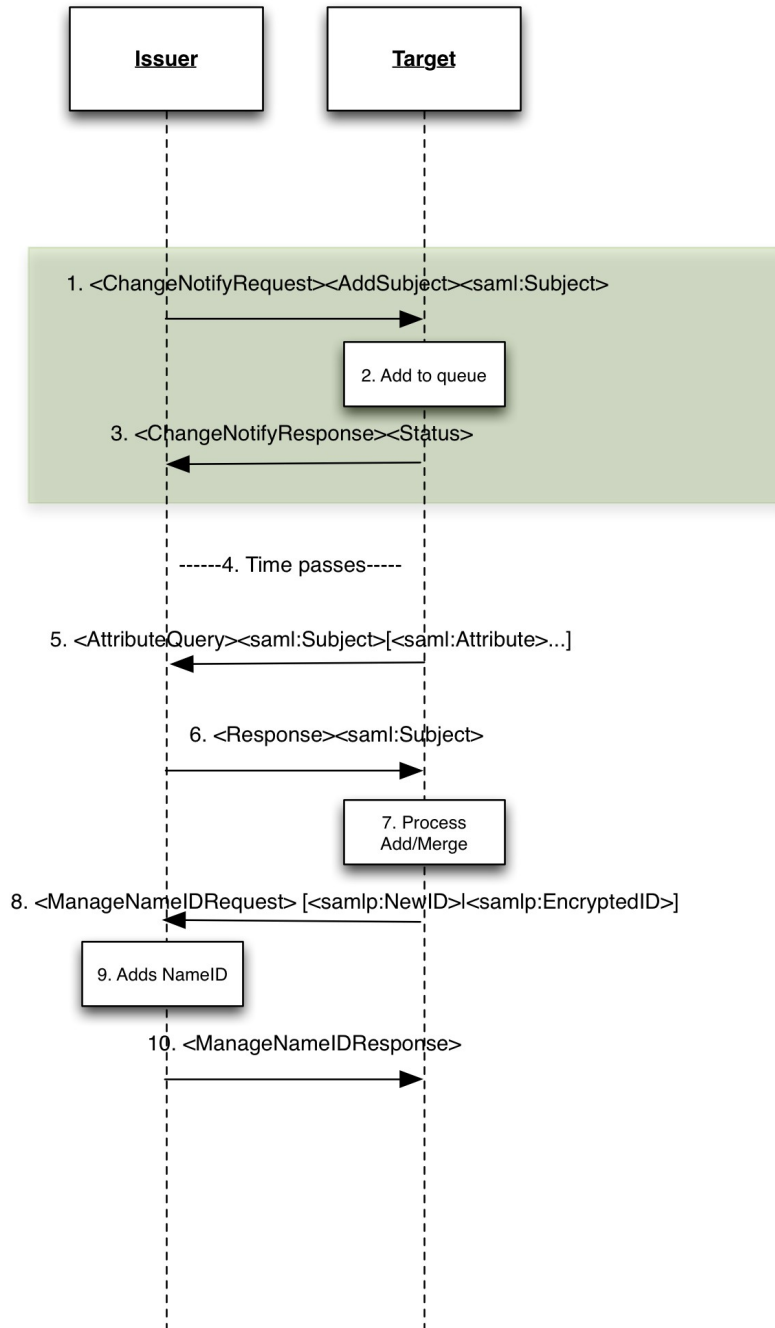 Issuer
Target
1. <ChangeNotifyRequest><AddSubject><saml:Subject>
2. Add to queue
3. <ChangeNotifyResponse><Status>
------4. Time passes-----
5. <AttributeQuery><saml:Subject>[<saml:Attribute>...]
6. <Response><saml:Subject>
7. Process
Add/Merge
8. <ManageNameIDRequest> [<samlp:NewID>|<samlp:EncryptedID>]
9. Adds NameID
10. <ManageNameIDResponse>